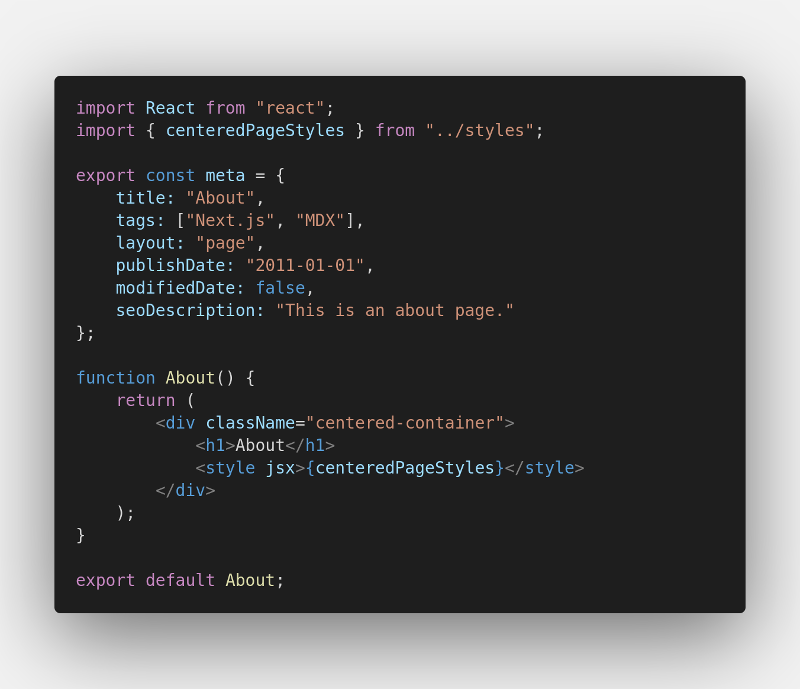 import React from "react";
import { centeredPageStyles } from "../styles";

export const meta = {
    title: "About",
    tags: ["Next.js", "MDX"],
    layout: "page",
    publishDate: "2011-01-01",
    modifiedDate: false,
    seoDescription: "This is an about page."
};

function About() {
    return (
        <div className="centered-container">
            <h1>About</h1>
            <style jsx>{centeredPageStyles}</style>
        </div>
    );
}

export default About;